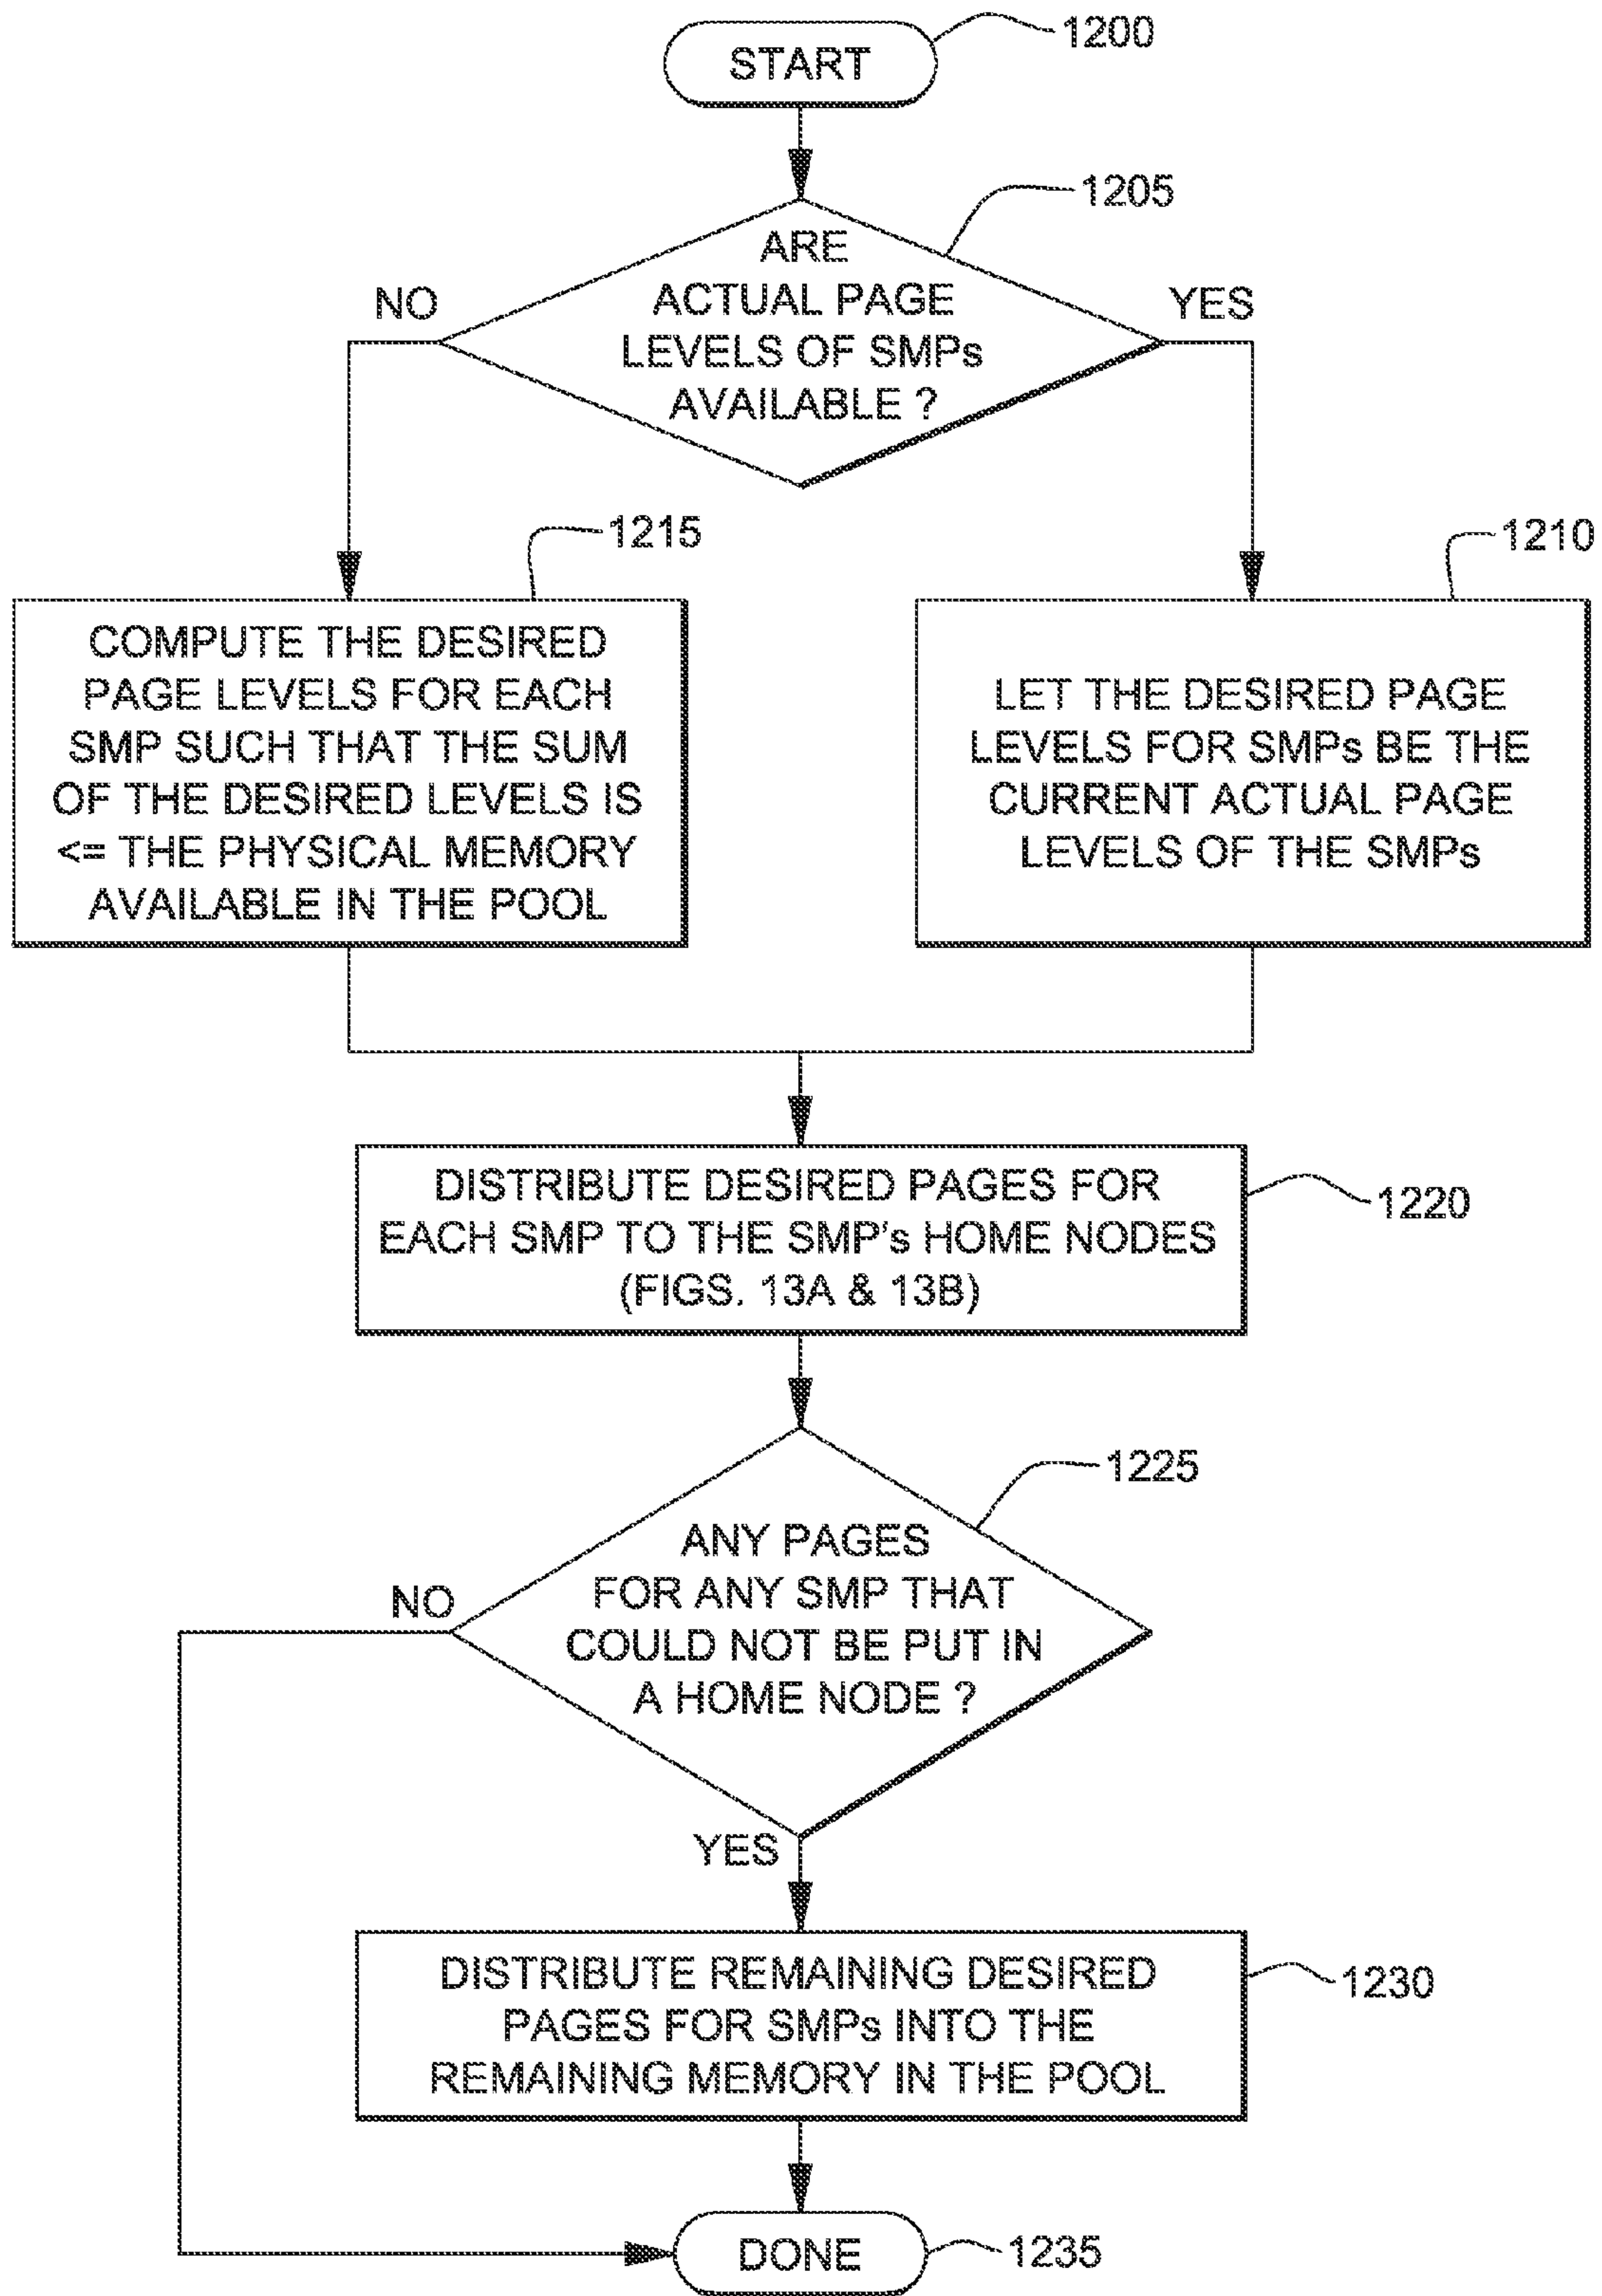 START
1200
1205
ARE
ACTUAL PAGE
LEVELS OF SMPs
AVAILABLE ?
NO
YES
1215
1210
COMPUTE THE DESIRED
PAGE LEVELS FOR EACH
SMP SUCH THAT THE SUM
OF THE DESIRED LEVELS IS
<= THE PHYSICAL MEMORY
AVAILABLE IN THE POOL
LET THE DESIRED PAGE
LEVELS FOR SMPs BE THE
CURRENT ACTUAL PAGE
LEVELS OF THE SMPs
DISTRIBUTE DESIRED PAGES FOR
EACH SMP TO THE SMP's HOME NODES
(FIGS. 13A & 13B)
1220
1225
ANY PAGES
FOR ANY SMP THAT
COULD NOT BE PUT IN
A HOME NODE ?
NO
YES
DISTRIBUTE REMAINING DESIRED
PAGES FOR SMPs INTO THE
REMAINING MEMORY IN THE POOL
1230
DONE
1235